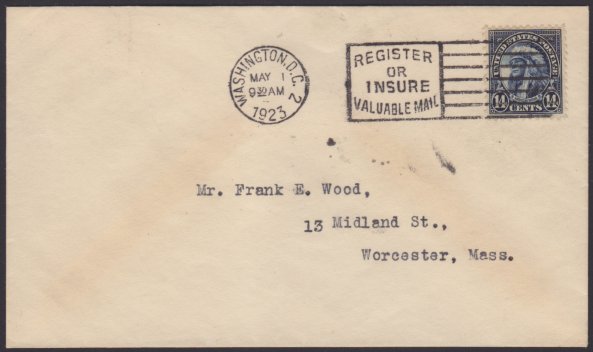 WASHINGTON, D.C. 2
MAY 1
9 30 AM
1923
REGISTER
OR
INSURE
VALUABLE MAIL
UNITED STATES POSTAGE
14 CENTS 14
Mr. Frank E. Wood,
13 Midland St.,
Worcester, Mass.